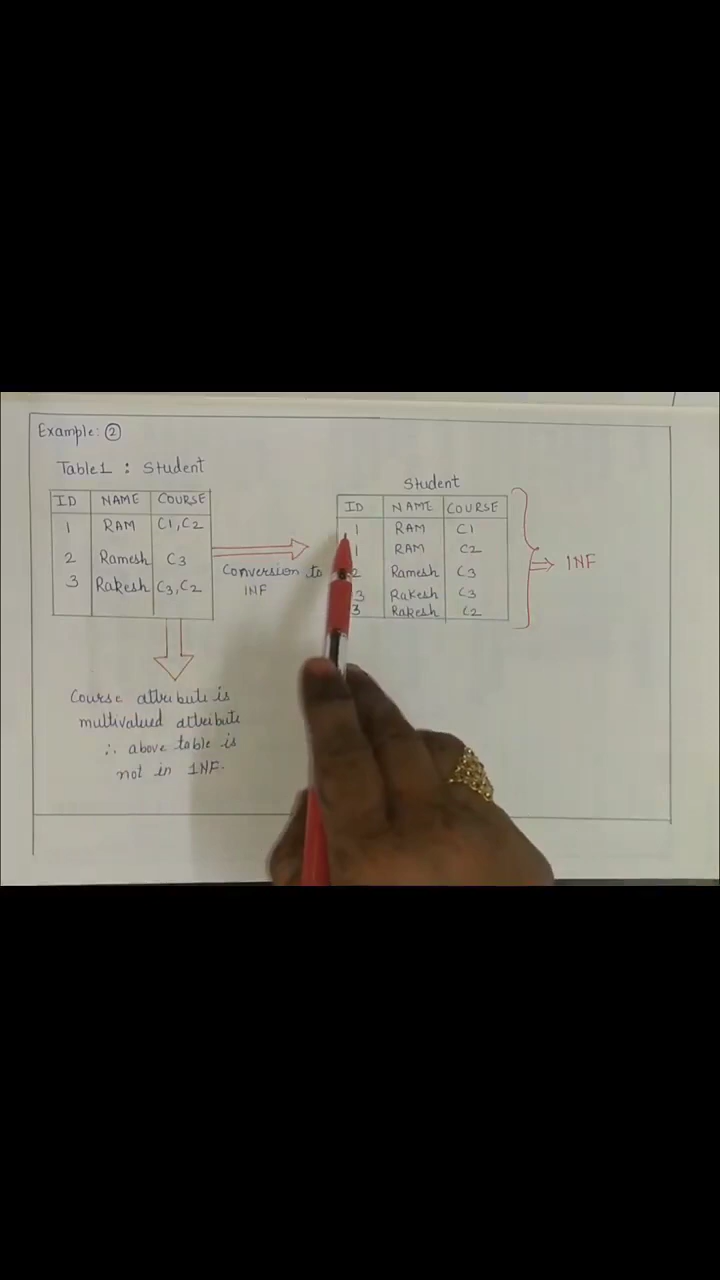 Example: ②
Table1 : Student
ID NAME COURSE
1 RAM C1,C2
2 Ramesh C3
3 Rakesh C3,C2
Conversion to
1NF
Course attribute is
multivalued attribute
∴ above table is
not in 1NF.
Student
ID NAME COURSE
1 RAM C1
1 RAM C2
2 Ramesh C3
3 Rakesh C3
3 Rakesh C2
1NF